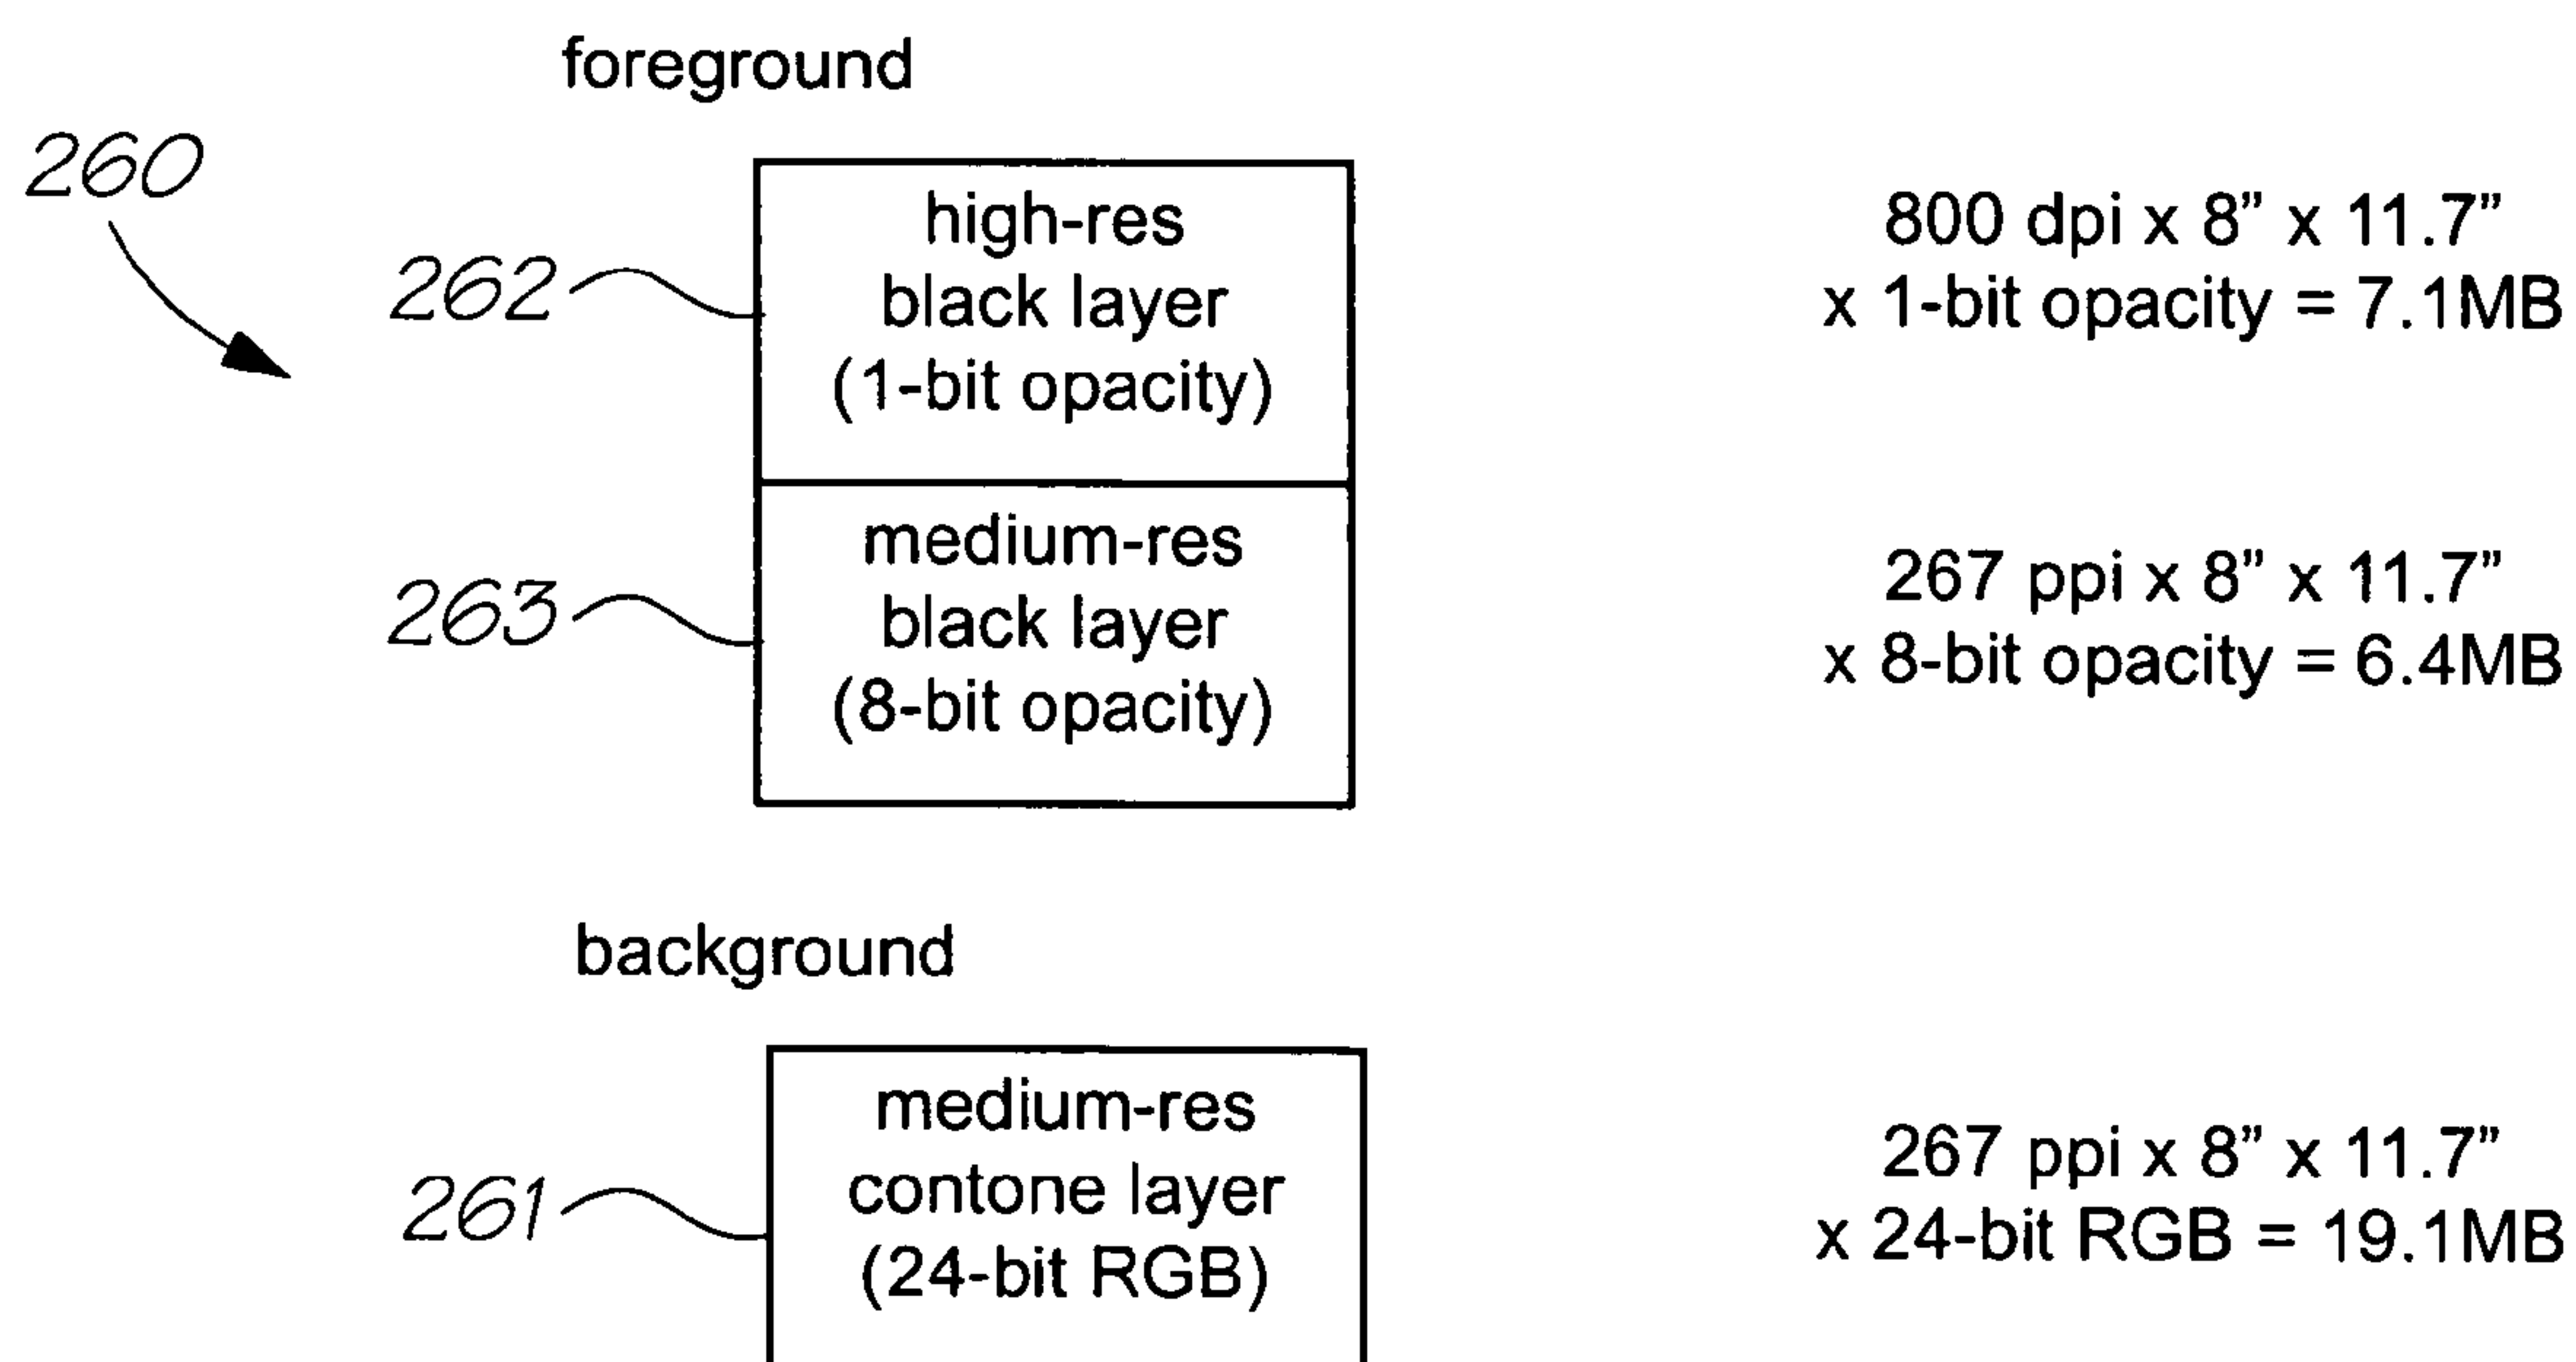 foreground
260
262
high-res
black layer
(1-bit opacity)
800 dpi x 8” x 11.7”
x 1-bit opacity = 7.1MB
263
medium-res
black layer
(8-bit opacity)
267 ppi x 8” x 11.7”
x 8-bit opacity = 6.4MB
background
261
medium-res
contone layer
(24-bit RGB)
267 ppi x 8” x 11.7”
x 24-bit RGB = 19.1MB